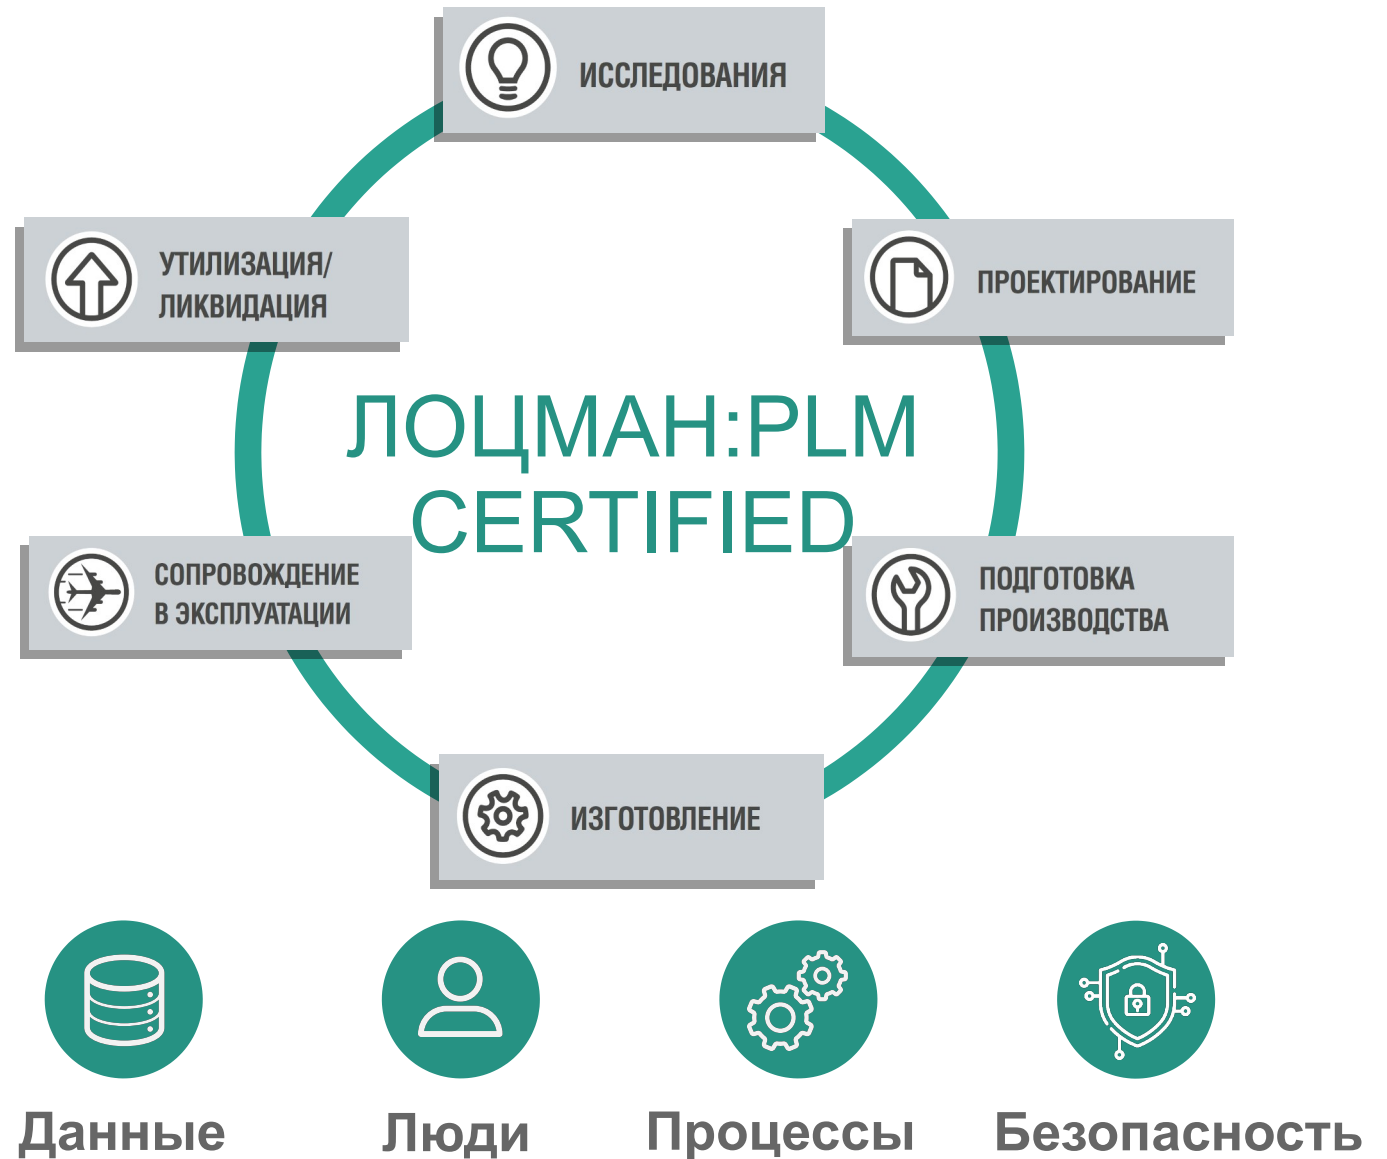 ИССЛЕДОВАНИЯ
УТИЛИЗАЦИЯ/
ЛИКВИДАЦИЯ
ПРОЕКТИРОВАНИЕ
ЛОЦМАН:PLM
CERTIFIED
СОПРОВОЖДЕНИЕ
В ЭКСПЛУАТАЦИИ
ПОДГОТОВКА
ПРОИЗВОДСТВА
ИЗГОТОВЛЕНИЕ
Данные
Люди
Процессы
Безопасность